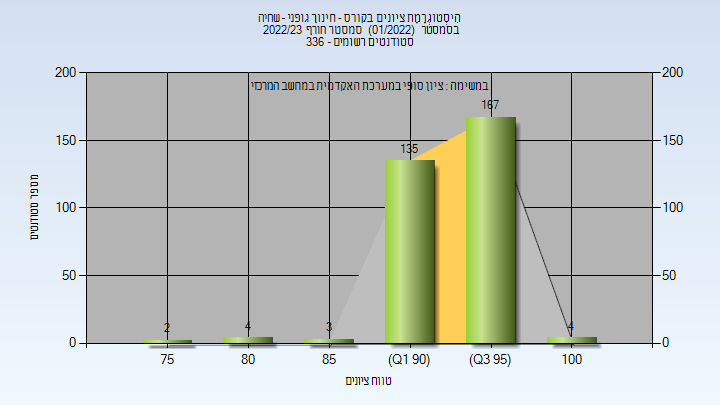 היסטוגרמת ציונים בקורס - חינוך גופני - שחיה
בסמסטר (01/2022) סמסטר חורף 2022/23
סטודנטים רשומים - 336
במשימה : ציון סופי במערכת האקדמית במחשב המרכזי
200 200
150 150
100 100
50 50
0 0
2 4 3 135 167 4
75 80 85 (Q1 90) (Q3 95) 100
מספר סטודנטים
טווח ציונים